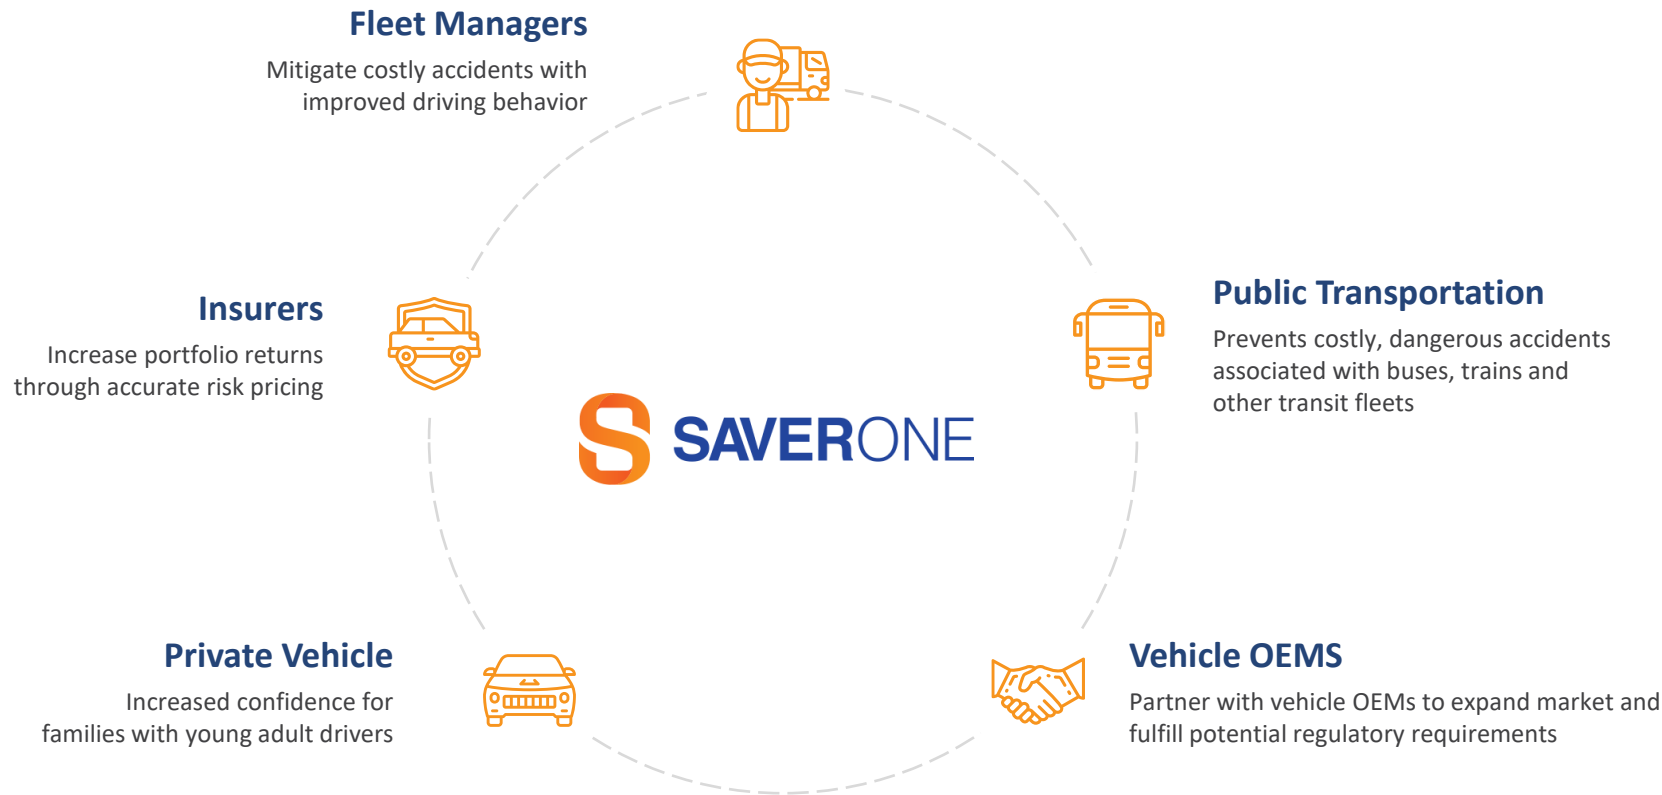 Fleet Managers
Mitigate costly accidents with
improved driving behavior
Public Transportation
Prevents costly, dangerous accidents
associated with buses, trains and
other transit fleets
Insurers
Increase portfolio returns
through accurate risk pricing
SAVERONE
Private Vehicle
Increased confidence for
families with young adult drivers
Vehicle OEMS
Partner with vehicle OEMs to expand market and
fulfill potential regulatory requirements